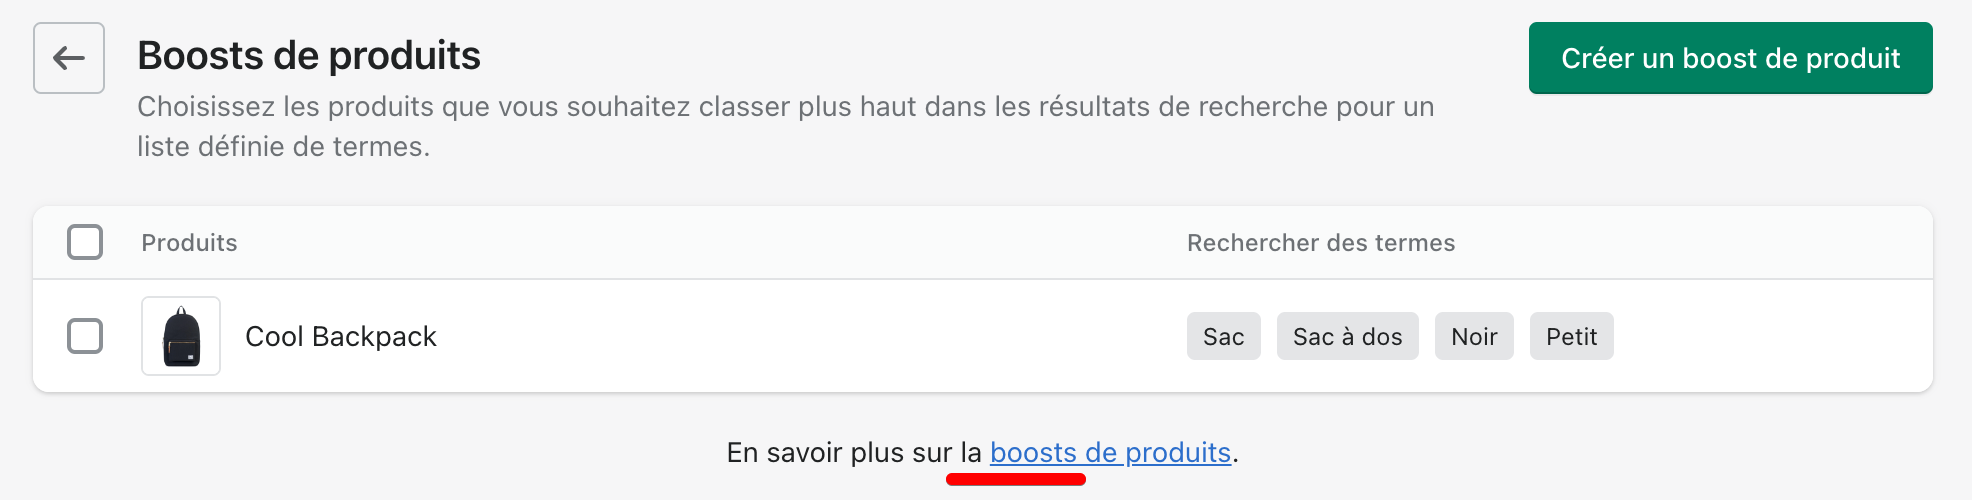 Boosts de produits
Créer un boost de produit
Choisissez les produits que vous souhaitez classer plus haut dans les résultats de recherche pour un
liste définie de termes.
Produits
Rechercher des termes
Cool Backpack
Sac
Sac à dos
Noir
Petit
En savoir plus sur la boosts de produits.